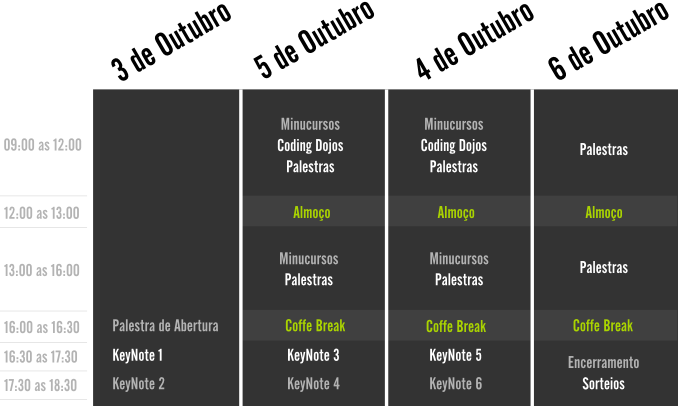 3 de Outubro
5 de Outubro
4 de Outubro
6 de Outubro
09:00 as 12:00
Minucursos
Coding Dojos
Palestras
Minucursos
Coding Dojos
Palestras
Palestras
12:00 as 13:00
Almoço
Almoço
Almoço
13:00 as 16:00
Minucursos
Palestras
Minucursos
Palestras
Palestras
16:00 as 16:30
Palestra de Abertura
Coffe Break
Coffe Break
Coffe Break
16:30 as 17:30
KeyNote 1
KeyNote 3
KeyNote 5
Encerramento
17:30 as 18:30
KeyNote 2
KeyNote 4
KeyNote 6
Sorteios